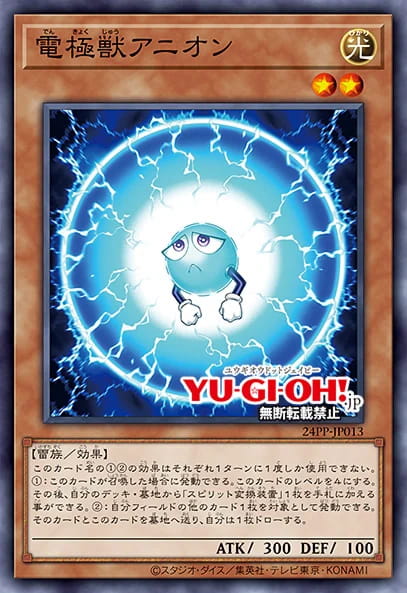 電極獣アニオン
でん きょく じゅう
光
ひかり
ユウギオウドットジェイピー
YU-GI-OH!.jp
無断転載禁止
24PP-JP013
【雷族／効果】
このカード名の①②の効果はそれぞれ１ターンに１度しか使用できない。
①：このカードが召喚した場合に発動できる。このカードのレベルを4にする。
その後、自分のデッキ・墓地から「スピリット変換装置」１枚を手札に加える
事ができる。②：自分フィールドの他のカード１枚を対象として発動できる。
そのカードとこのカードを墓地へ送り、自分は１枚ドローする。
ATK/ 300 DEF/ 100
©スタジオ・ダイス／集英社・テレビ東京・KONAMI